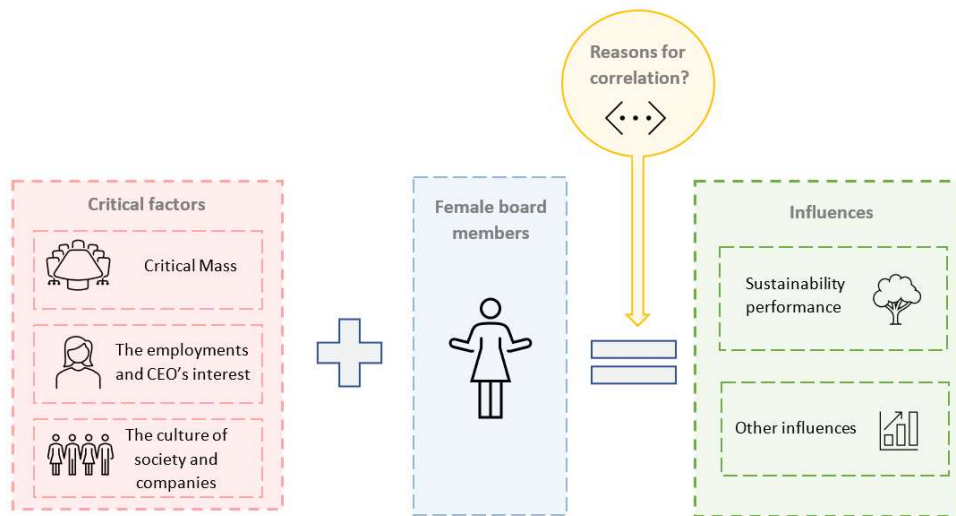 Reasons for
correlation?
Critical factors
Critical Mass
The employments
and CEO's interest
The culture of
society and
companies
Female board
members
Influences
Sustainability
performance
Other influences